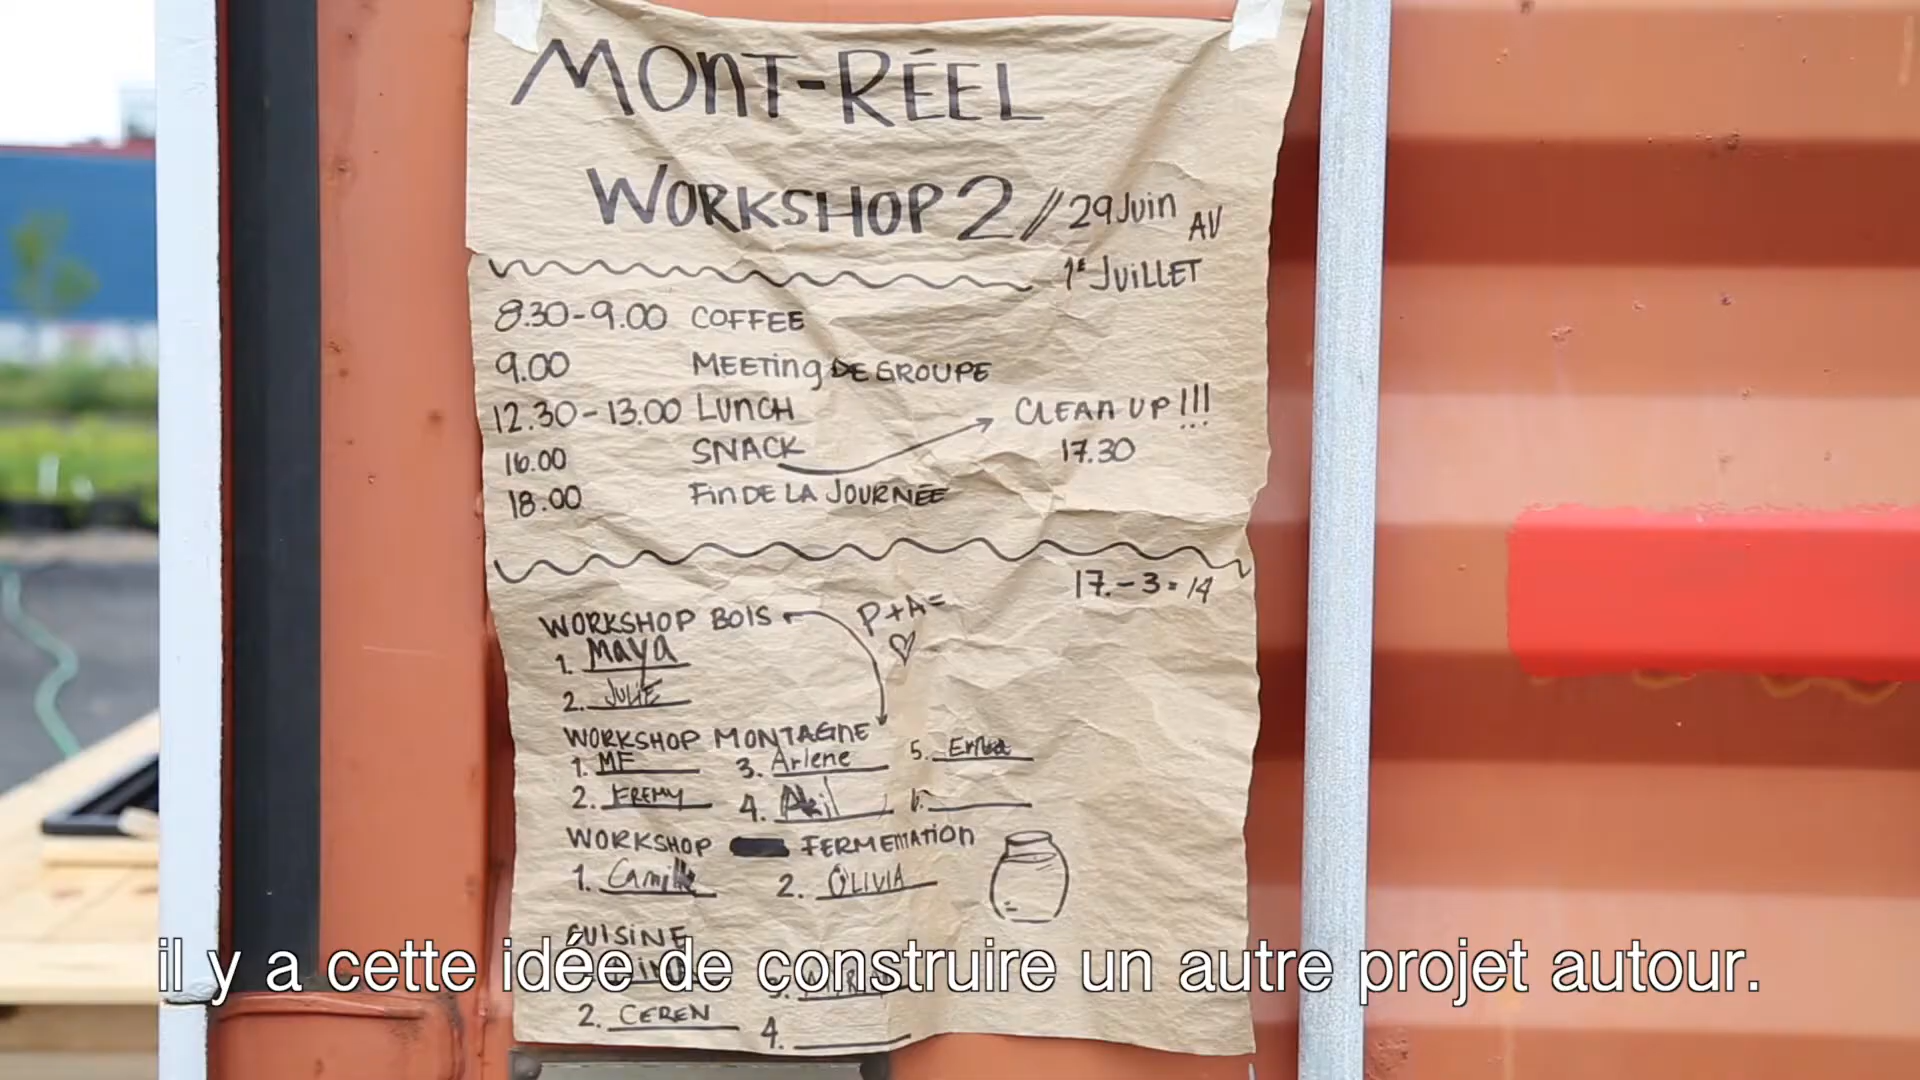 MONT-RÉEL
WORKSHOP 2 // 29 Juin AU
1E JUILLET
8.30-9.00 COFFEE
9.00 MEETING DE GROUPE
12.30-13.00 LUNCH
CLEAN UP!!!
16.00 SNACK
17.30
18.00 FIN DE LA JOURNÉE
17.-3=14
WORKSHOP BOIS
P+A=
1. Maya
2. JULIE
WORKSHOP MONTAGNE
1. MF 3. Arlene 5.
2. 4. 6.
WORKSHOP FERMENTATION
1. Camille 2. OLIVIA
CUISINE
2. CEREN 4.
il y a cette idée de construire un autre projet autour.